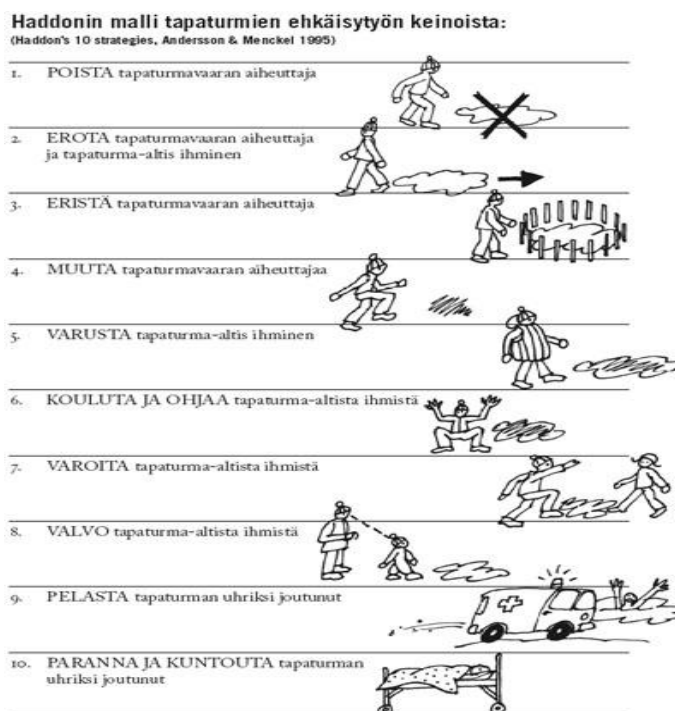 Haddonin malli tapaturmien ehkäisytyön keinoista:
(Haddon's 10 strategies, Andersson & Menckel 1995)
1. POISTA tapaturmavaaran aiheuttaja
2. EROTA tapaturmavaaran aiheuttaja
ja tapaturma-altis ihminen
3. ERISTÄ tapaturmavaaran aiheuttaja
4. MUUTA tapaturmavaaran aiheuttajaa
5. VARUSTA tapaturma-altis ihminen
6. KOULUTA JA OHJAA tapaturma-altista ihmistä
7. VAROITA tapaturma-altista ihmistä
8. VALVO tapaturma-altista ihmistä
9. PELASTA tapaturman uhriksi joutunut
10. PARANNA JA KUNTOUTA tapaturman
uhriksi joutunut